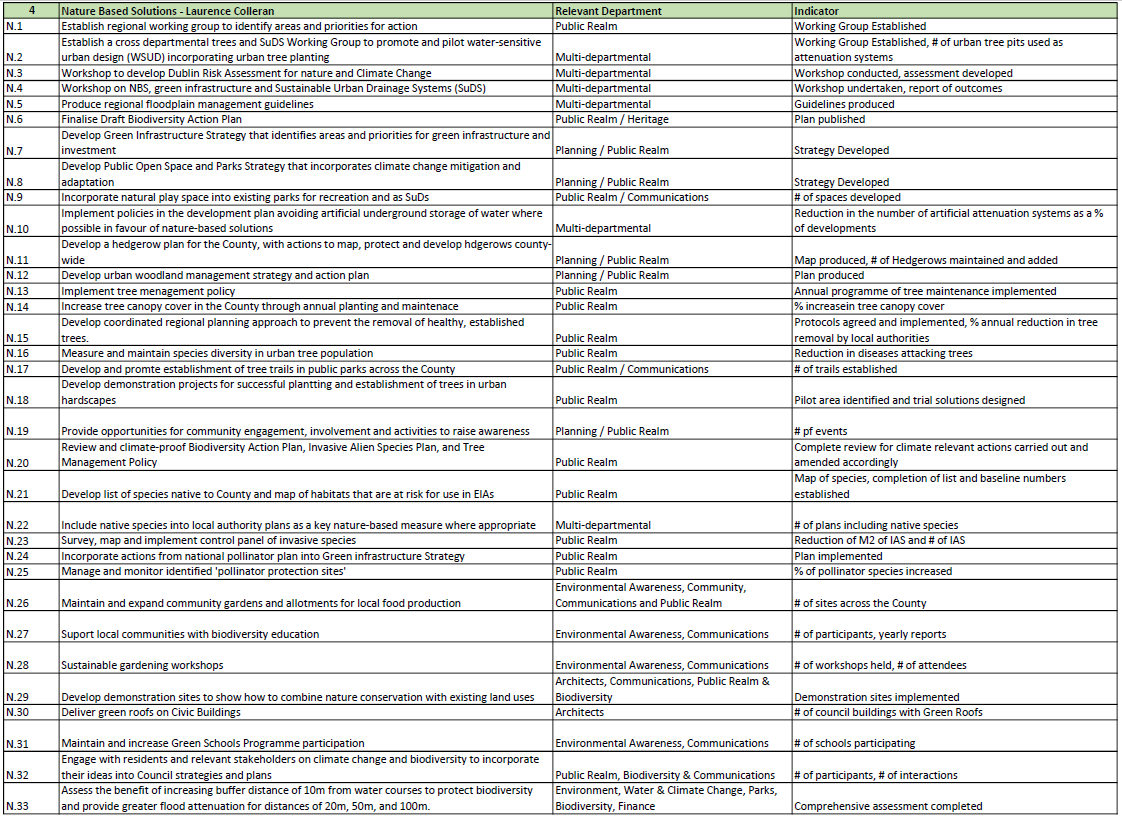 4 Nature Based Solutions - Laurence Colleran Relevant Department Indicator
N.1 Establish regional working group to identify areas and priorities for action Public Realm Working Group Established
Establish a cross departmental trees and SuDS Working Group to promote and pilot water-sensitive Working Group Established, # of urban tree pits used as
N.2 urban design (WSUD) incorporating urban tree planting Multi-departmental attenuation systems
N.3 Workshop to develop Dublin Risk Assessment for nature and Climate Change Multi-departmental Workshop conducted, assessment developed
N.4 Workshop on NBS, green infrastructure and Sustainable Urban Drainage Systems (SuDS) Multi-departmental Workshop undertaken, report of outcomes
N.5 Produce regional floodplain management guidelines Multi-departmental Guidelines produced
N.6 Finalise Draft Biodiversity Action Plan Public Realm / Heritage Plan published
Develop Green Infrastructure Strategy that identifies areas and priorities for green infrastructure and
N.7 investment Planning / Public Realm Strategy Developed
Develop Public Open Space and Parks Strategy that incorporates climate change mitigation and
N.8 adaptation Planning / Public Realm Strategy Developed
N.9 Incorporate natural play space into existing parks for recreation and as SuDs Public Realm / Communications # of spaces developed
Implement policies in the development plan avoiding artificial underground storage of water where Reduction in the number of artificial attenuation systems as a %
N.10 possible in favour of nature-based solutions Multi-departmental of developments
Develop a hedgerow plan for the County, with actions to map, protect and develop hdgerows county-
N.11 wide Planning / Public Realm Map produced, # of Hedgerows maintained and added
N.12 Develop urban woodland management strategy and action plan Planning / Public Realm Plan produced
N.13 Implement tree menagement policy Public Realm Annual programme of tree maintenance implemented
N.14 Increase tree canopy cover in the County through annual planting and maintenace Public Realm % increasein tree canopy cover
Develop coordinated regional planning approach to prevent the removal of healthy, established Protocols agreed and implemented, % annual reduction in tree
N.15 trees. Public Realm removal by local authorities
N.16 Measure and maintain species diversity in urban tree population Public Realm Reduction in diseases attacking trees
N.17 Develop and promte establishment of tree trails in public parks across the County Public Realm / Communications # of trails established
Develop demonstration projects for successful plantting and establishment of trees in urban
N.18 hardscapes Public Realm Pilot area identified and trial solutions designed
N.19 Provide opportunities for community engagement, involvement and activities to raise awareness Planning / Public Realm # pf events
Review and climate-proof Biodiversity Action Plan, Invasive Alien Species Plan, and Tree Complete review for climate relevant actions carried out and
N.20 Management Policy Public Realm amended accordingly
Map of species, completion of list and baseline numbers
N.21 Develop list of species native to County and map of habitats that are at risk for use in EIAs Public Realm established
N.22 Include native species into local authority plans as a key nature-based measure where appropriate Multi-departmental # of plans including native species
N.23 Survey, map and implement control panel of invasive species Public Realm Reduction of M2 of IAS and # of IAS
N.24 Incorporate actions from national pollinator plan into Green infrastructure Strategy Public Realm Plan implemented
N.25 Manage and monitor identified 'pollinator protection sites' Public Realm % of pollinator species increased
Environmental Awareness, Community,
N.26 Maintain and expand community gardens and allotments for local food production Communications and Public Realm # of sites across the County
N.27 Suport local communities with biodiversity education Environmental Awareness, Communications # of participants, yearly reports
N.28 Sustainable gardening workshops Environmental Awareness, Communications # of workshops held, # of attendees
Architects, Communications, Public Realm &
N.29 Develop demonstration sites to show how to combine nature conservation with existing land uses Biodiversity Demonstration sites implemented
N.30 Deliver green roofs on Civic Buildings Architects # of council buildings with Green Roofs
N.31 Maintain and increase Green Schools Programme participation Environmental Awareness, Communications # of schools participating
Engage with residents and relevant stakeholders on climate change and biodiversity to incorporate
N.32 their ideas into Council strategies and plans Public Realm, Biodiversity & Communications # of participants, # of interactions
Assess the benefit of increasing buffer distance of 10m from water courses to protect biodiversity Environment, Water & Climate Change, Parks,
N.33 and provide greater flood attenuation for distances of 20m, 50m, and 100m. Biodiversity, Finance Comprehensive assessment completed